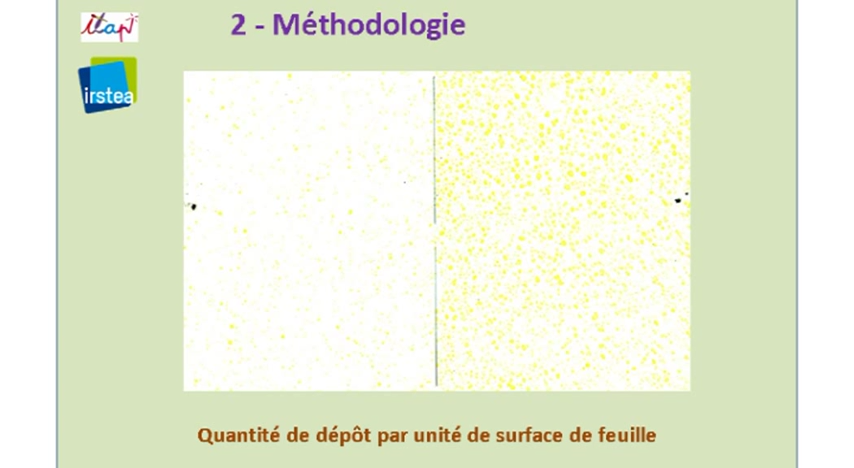 itap
2 - Méthodologie
irstea
Quantité de dépôt par unité de surface de feuille